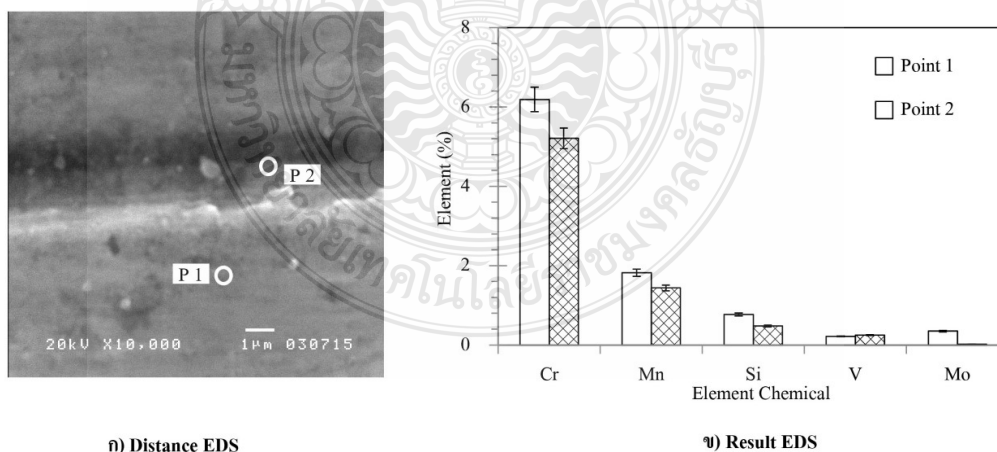 P 2
P 1
20kV X10,000 1µm 030715
ก) Distance EDS
8
6
4
2
0
Element (%)
Point 1
Point 2
Cr Mn Si V Mo
Element Chemical
ข) Result EDS